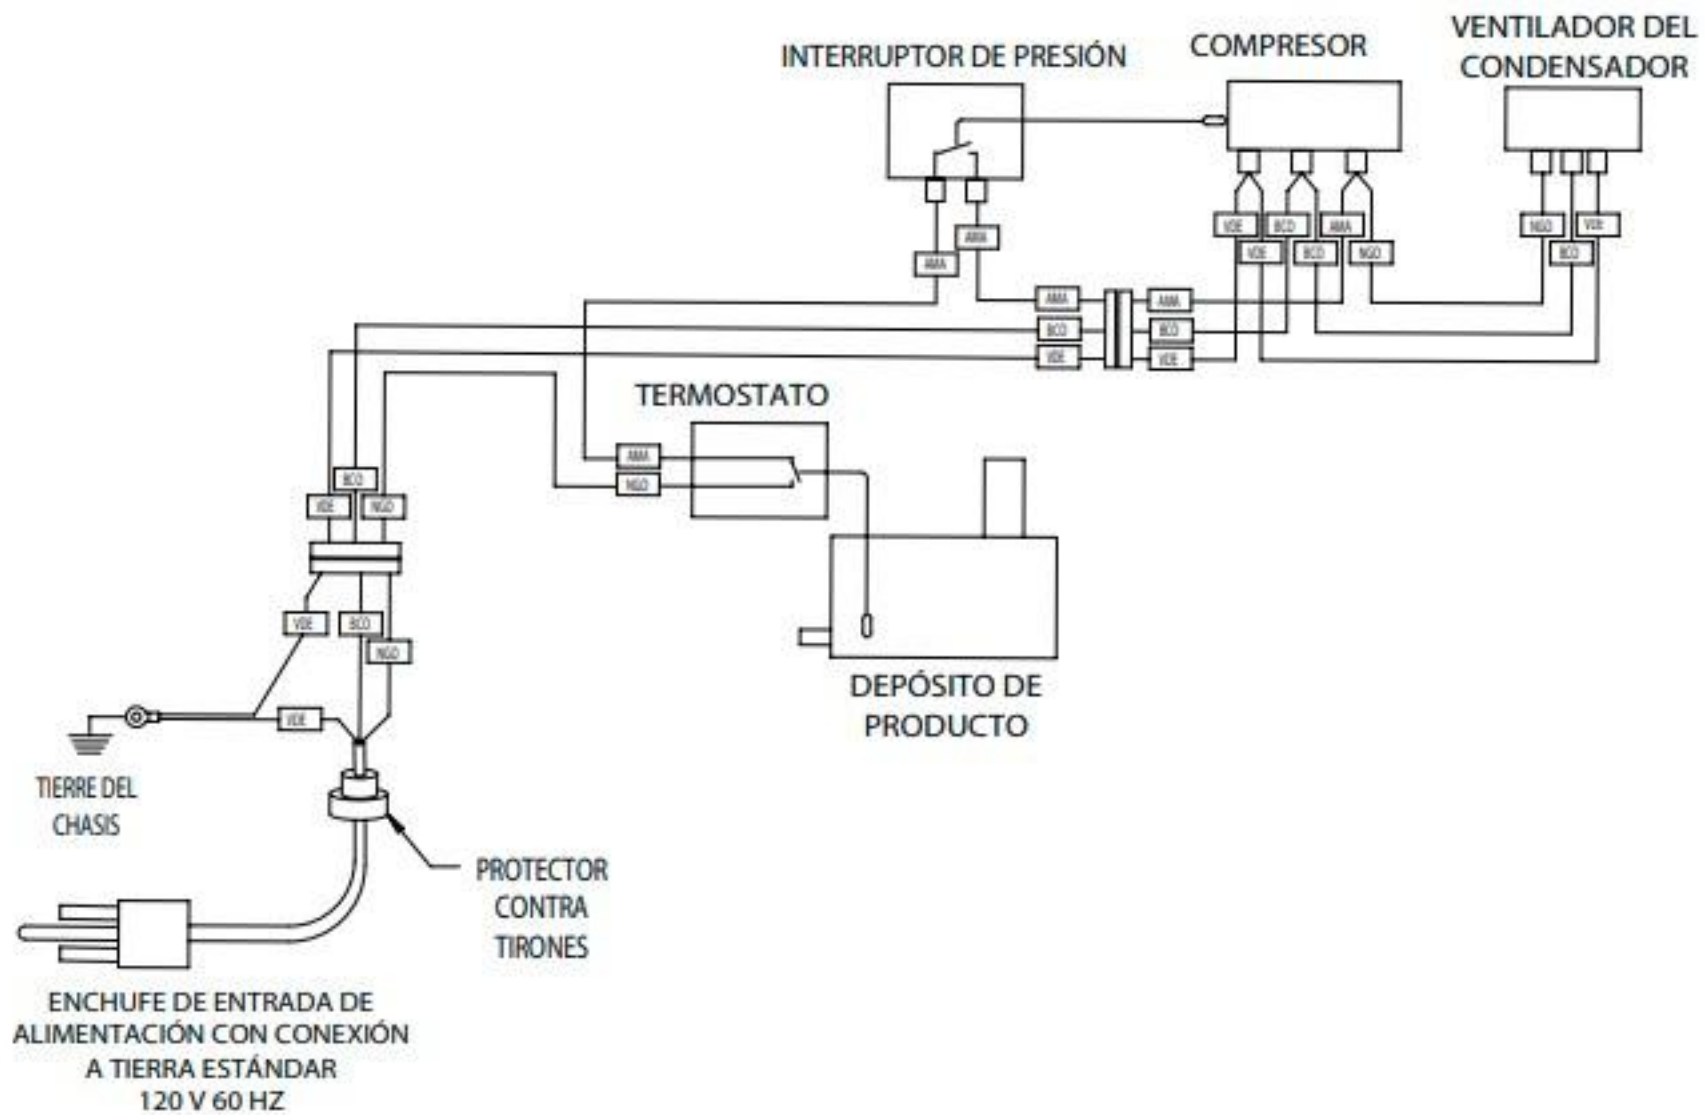 INTERRUPTOR DE PRESIÓN
COMPRESOR
VENTILADOR DEL
CONDENSADOR
VDE
BCO
AMA
NGO
VDE
AMA
VDE
BCO
NGO
BCO
AMA
AMA
AMA
BCO
BCO
VDE
VDE
TERMOSTATO
AMA
NGO
BCO
VDE
NGO
VDE
BCO
NGO
DEPÓSITO DE
PRODUCTO
VDE
TIERRE DEL
CHASIS
PROTECTOR
CONTRA
TIRONES
ENCHUFE DE ENTRADA DE
ALIMENTACIÓN CON CONEXIÓN
A TIERRA ESTÁNDAR
120 V 60 HZ